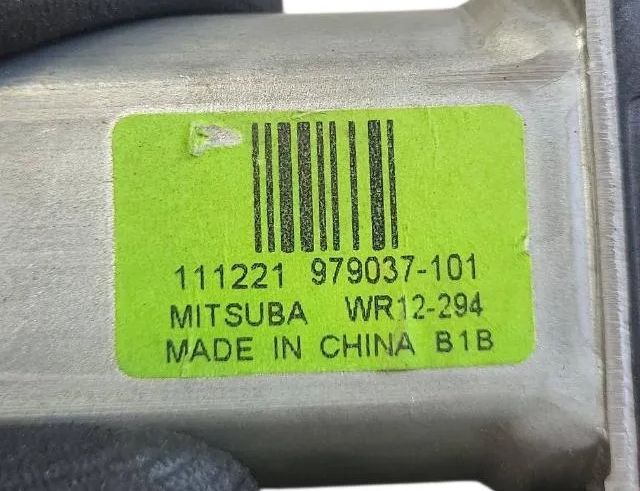 111221 979037-101
MITSUBA WR12-294
MADE IN CHINA B1B